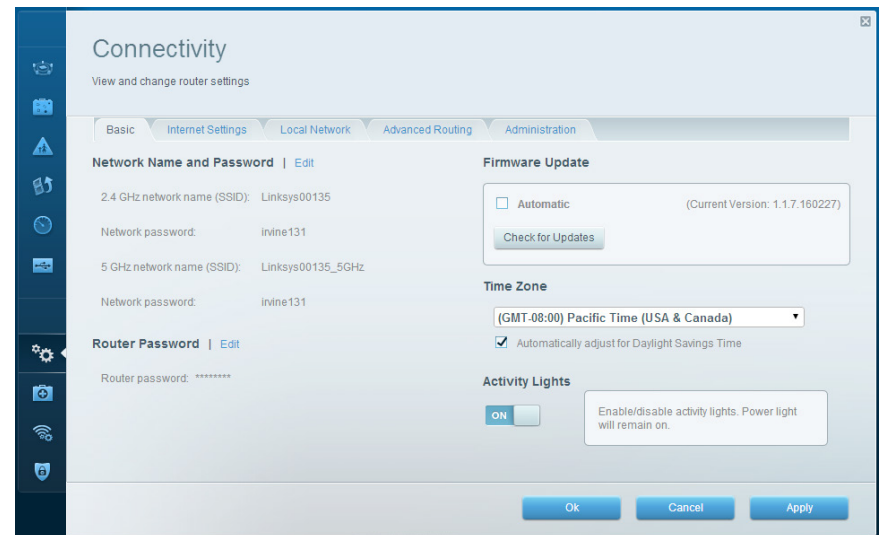 Connectivity
View and change router settings
Basic
Internet Settings
Local Network
Advanced Routing
Administration
Network Name and Password | Edit
2.4 GHz network name (SSID): Linksys00135
Network password: irvine131
5 GHz network name (SSID): Linksys00135_5GHz
Network password: irvine131
Router Password | Edit
Router password: ********
Firmware Update
Automatic (Current Version: 1.1.7.160227)
Check for Updates
Time Zone
(GMT-08:00) Pacific Time (USA & Canada)
Automatically adjust for Daylight Savings Time
Activity Lights
ON
Enable/disable activity lights. Power light
will remain on.
Ok
Cancel
Apply